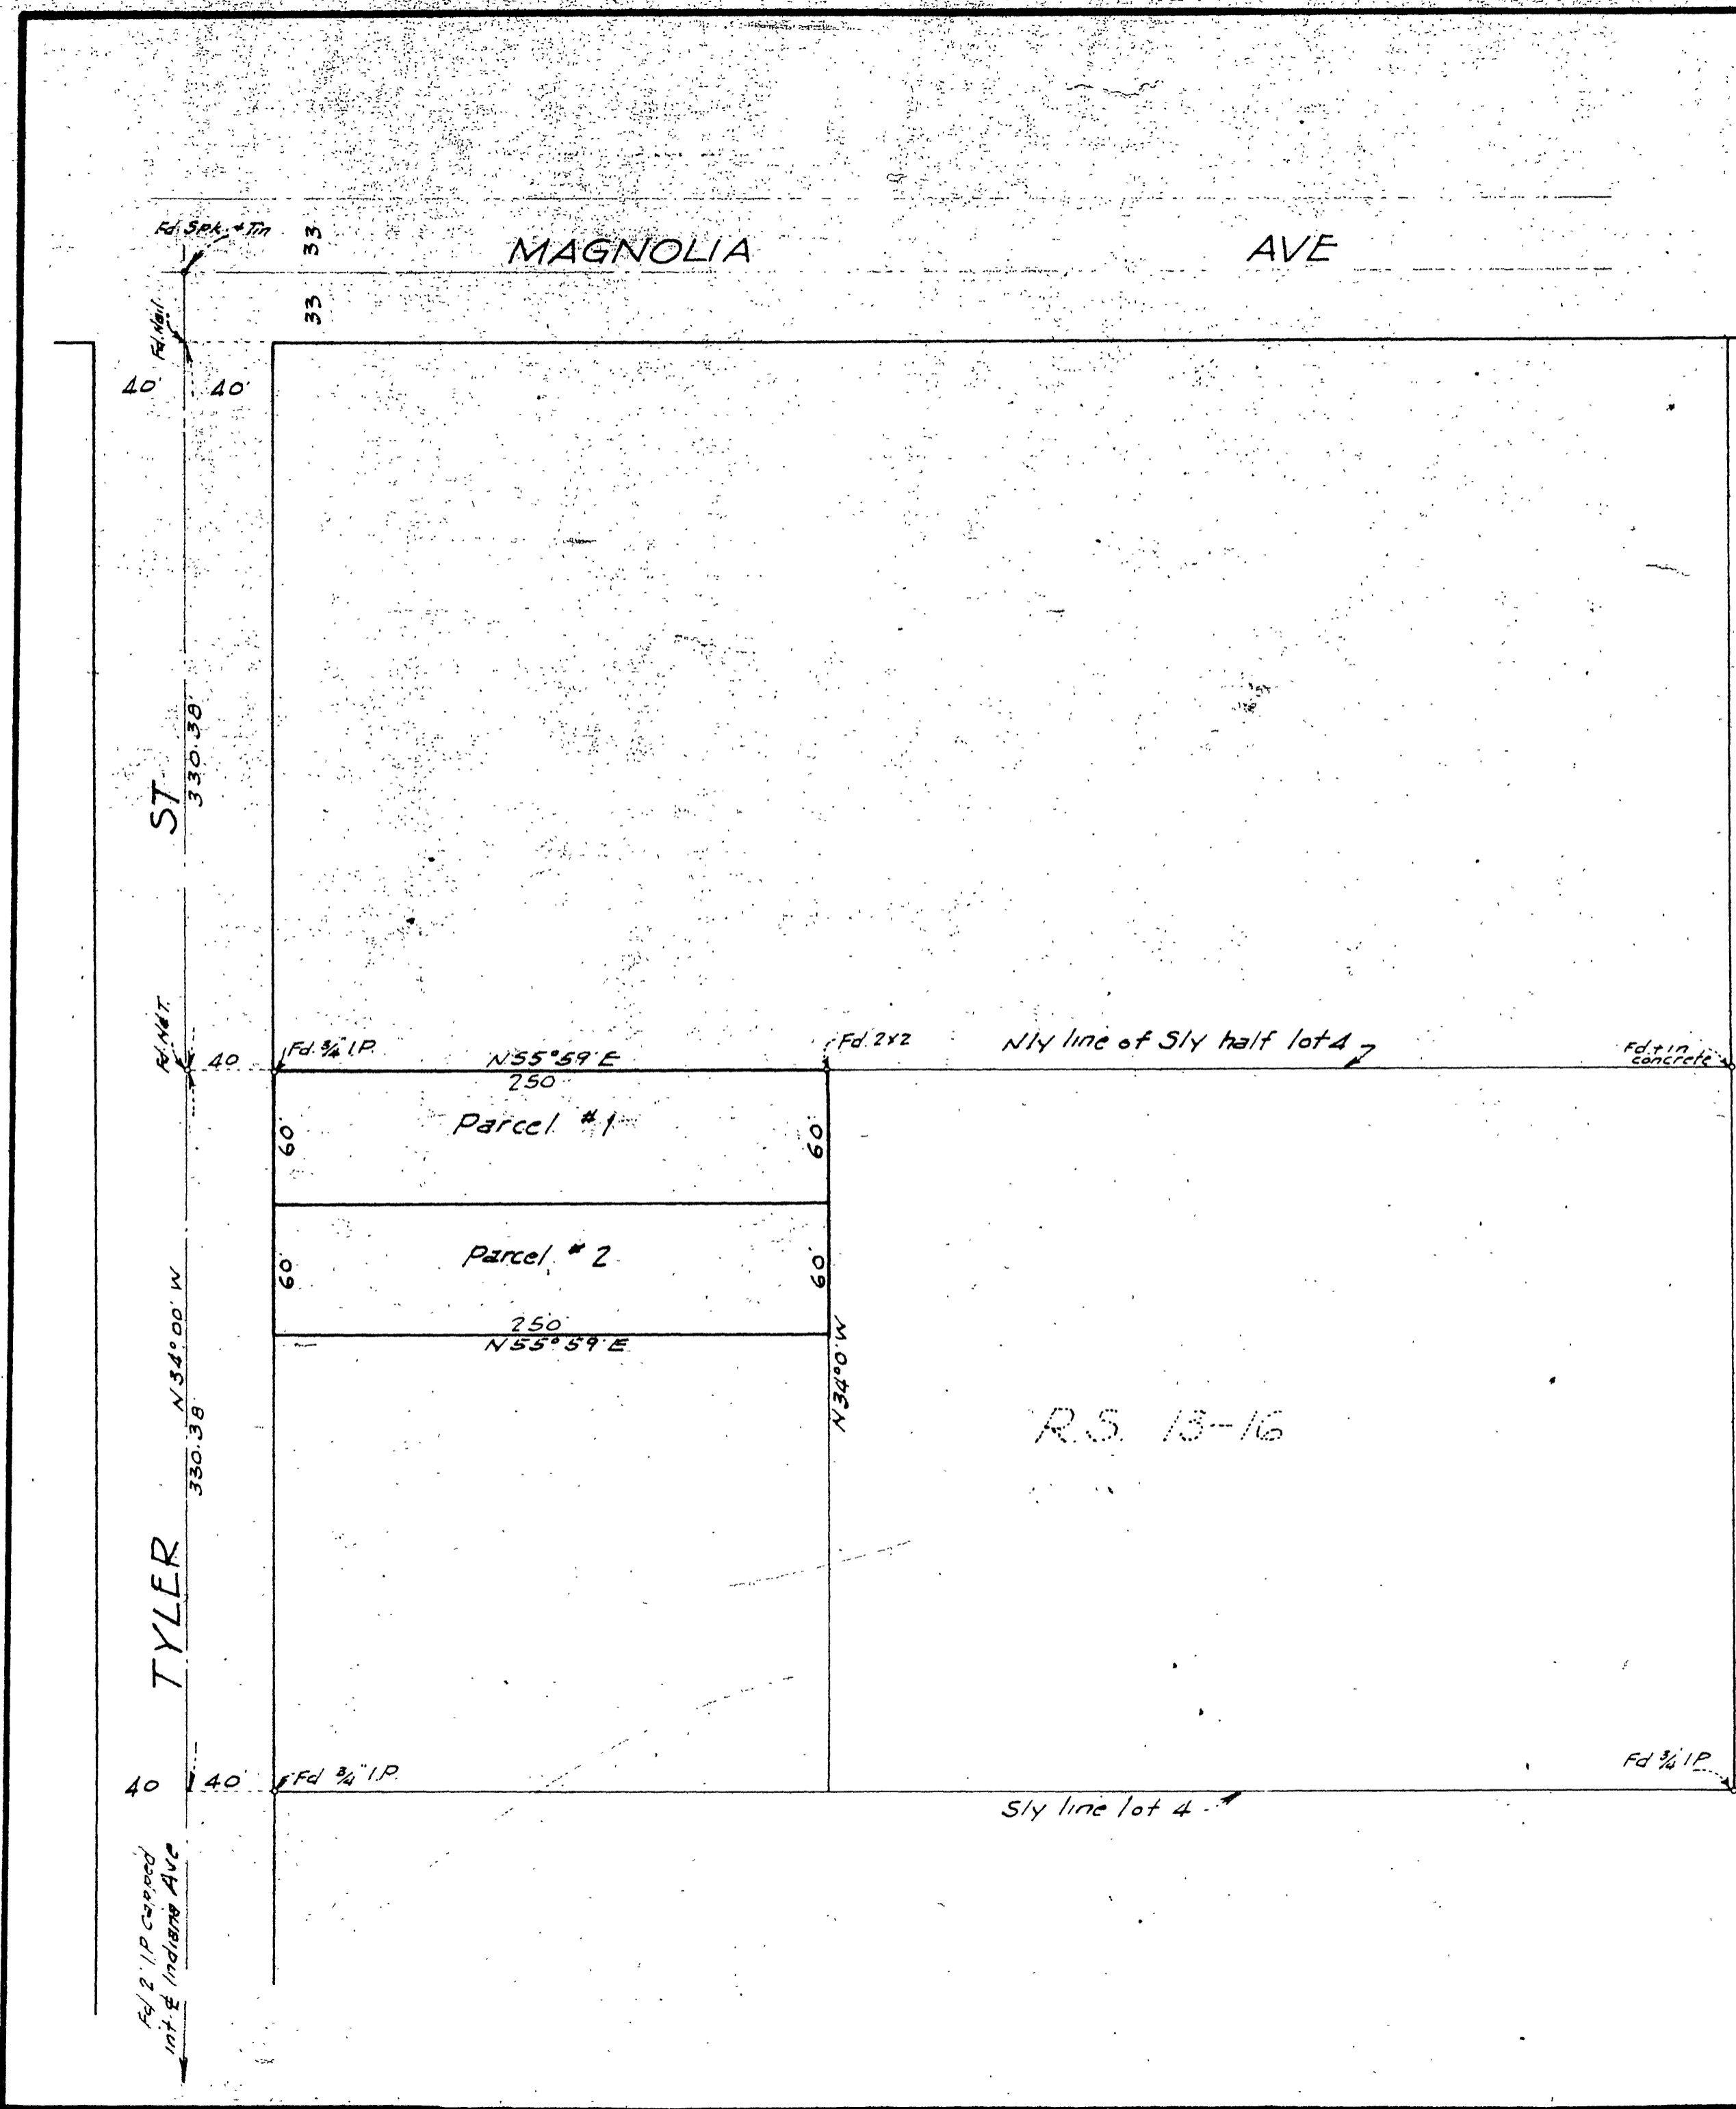 Fd. Spk. + Tin
33
33
MAGNOLIA AVE
Fd. Nail
40'
40'
330.38'
ST
Fd. N&T.
40
Fd. 3/4" I.P.
N55°59'E
250
Fd. 2x2
Nly line of Sly half lot 4
Fd. + in
concrete
Parcel #1
60'
60'
Parcel #2
60'
60'
250'
N55°59'E
N34°00'W
330.38'
N34°0'W
R.S. 13-16
TYLER
40
40'
Fd 3/4" I.P.
Fd 3/4 I.P.
Sly line lot 4
Fd 2" I.P. Capped
Int. ℄ Indiana Ave